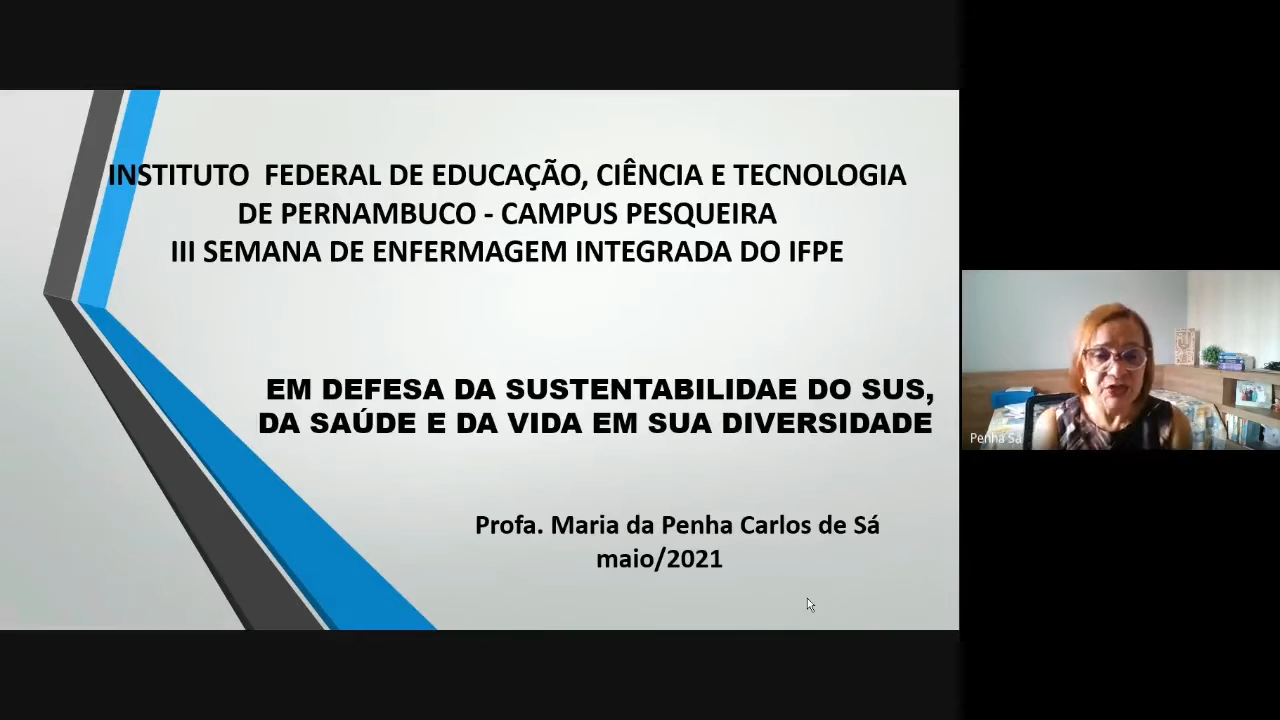 INSTITUTO FEDERAL DE EDUCAÇÃO, CIÊNCIA E TECNOLOGIA
DE PERNAMBUCO - CAMPUS PESQUEIRA
III SEMANA DE ENFERMAGEM INTEGRADA DO IFPE
EM DEFESA DA SUSTENTABILIDAE DO SUS,
DA SAÚDE E DA VIDA EM SUA DIVERSIDADE
Profa. Maria da Penha Carlos de Sá
maio/2021
Penha Sá